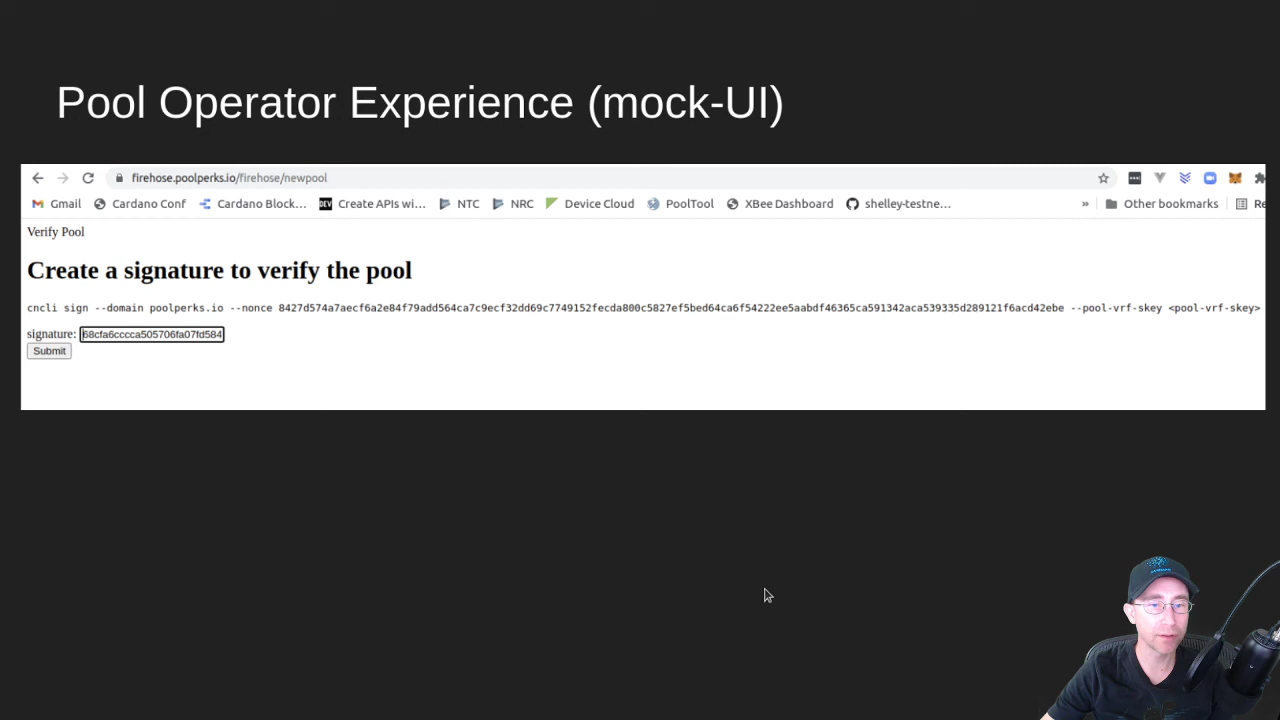 Pool Operator Experience (mock-UI)
firehose.poolperks.io/firehose/newpool
Gmail Cardano Conf Cardano Block... DEV Create APIs wi... NTC NRC Device Cloud PoolTool XBee Dashboard shelley-testne... » Other bookmarks Re
Verify Pool
Create a signature to verify the pool
cncli sign --domain poolperks.io --nonce 8427d574a7aecf6a2e84f79add564ca7c9ecf32dd69c7749152fecda800c5827ef5bed64ca6f54222ee5aabdf46365ca591342aca539335d289121f6acd42ebe --pool-vrf-skey <pool-vrf-skey>
signature: 68cfa6cccca505706fa07fd584
Submit